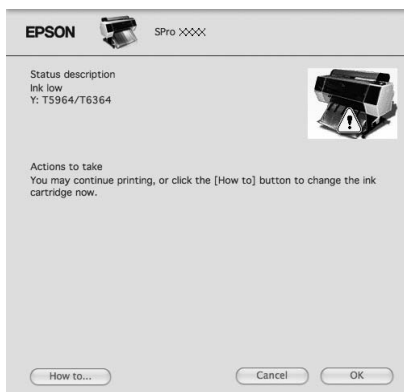 EPSON SPro XXXX
Status description
Ink low
Y: T5964/T6364
Actions to take
You may continue printing, or click the [How to] button to change the ink
cartridge now.
How to... Cancel OK